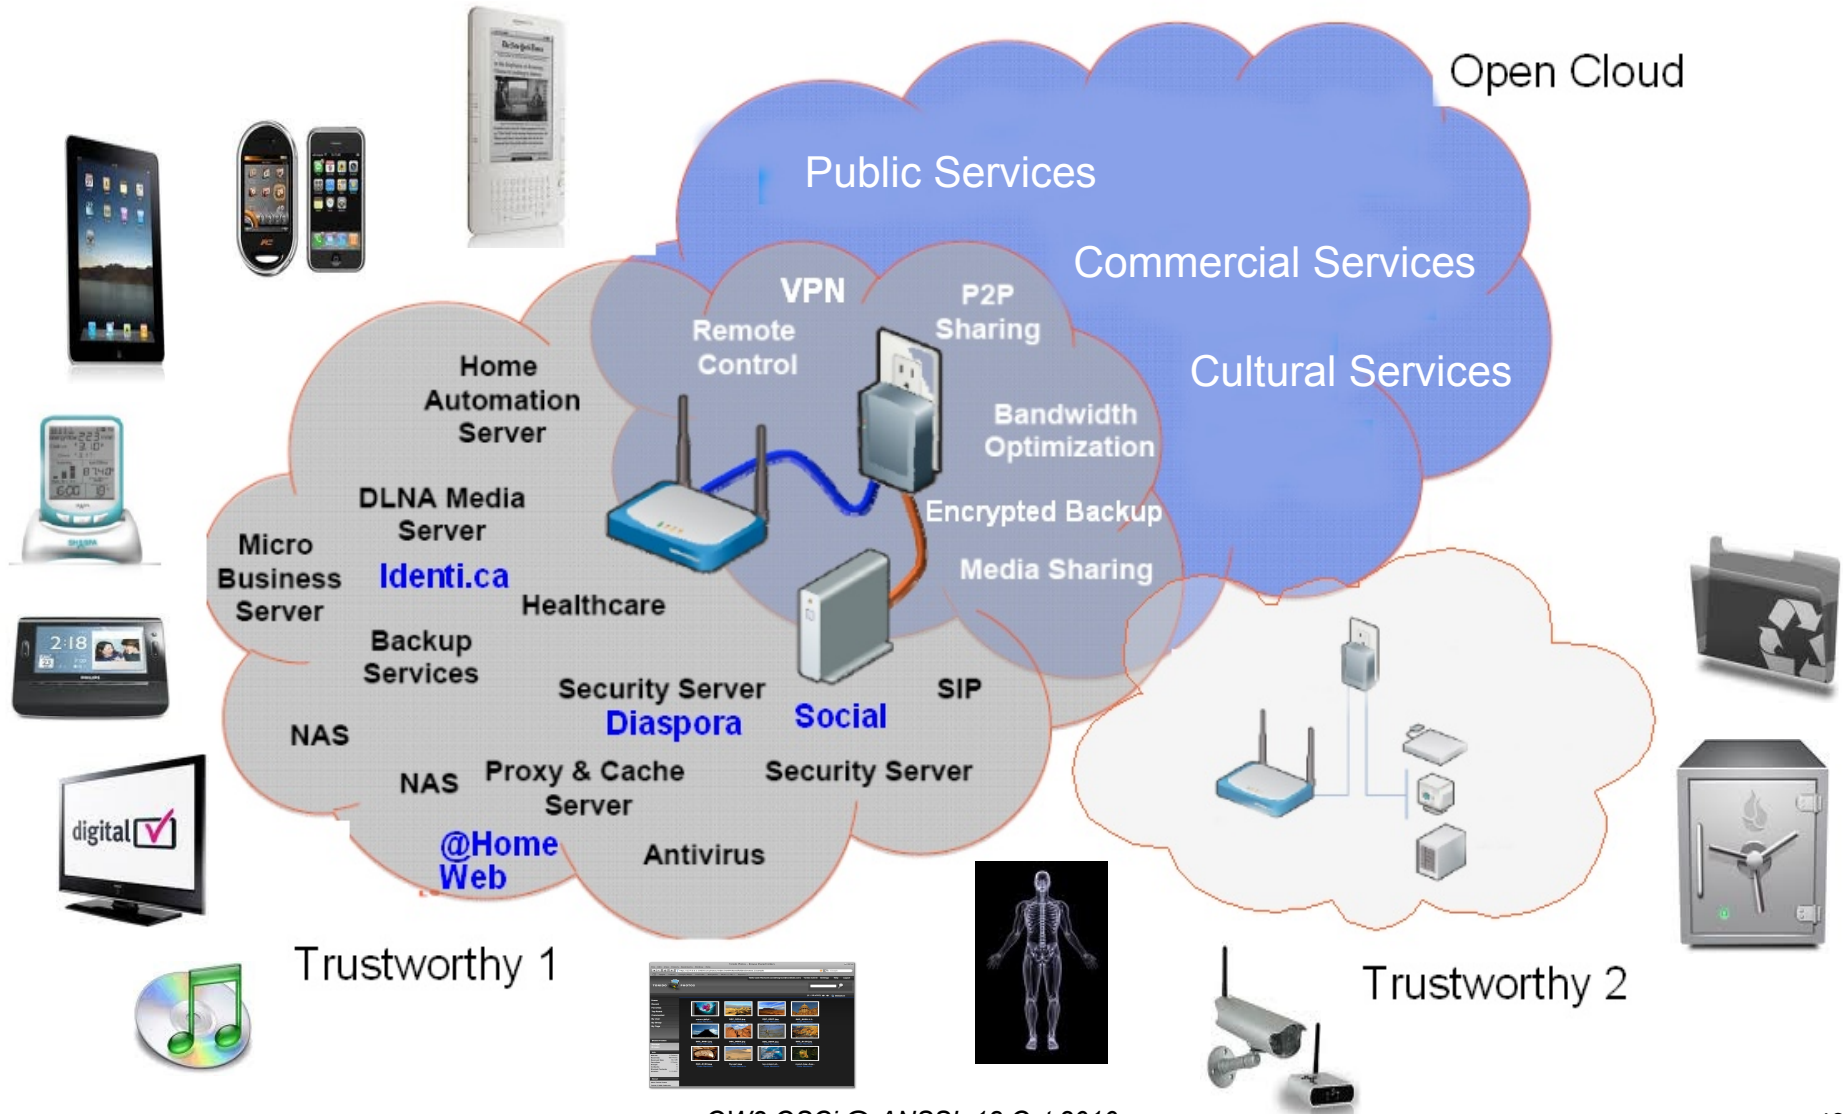 Open Cloud
Public Services
Commercial Services
Cultural Services
VPN
P2P
Sharing
Remote
Control
Home
Automation
Server
Bandwidth
Optimization
DLNA Media
Server
Encrypted Backup
Micro
Business
Server
Identi.ca
Healthcare
Media Sharing
Backup
Services
2:18
Security Server
Diaspora
Social
SIP
NAS
NAS
Proxy & Cache
Server
Security Server
digital
@Home
Web
Antivirus
Trustworthy 1
Trustworthy 2